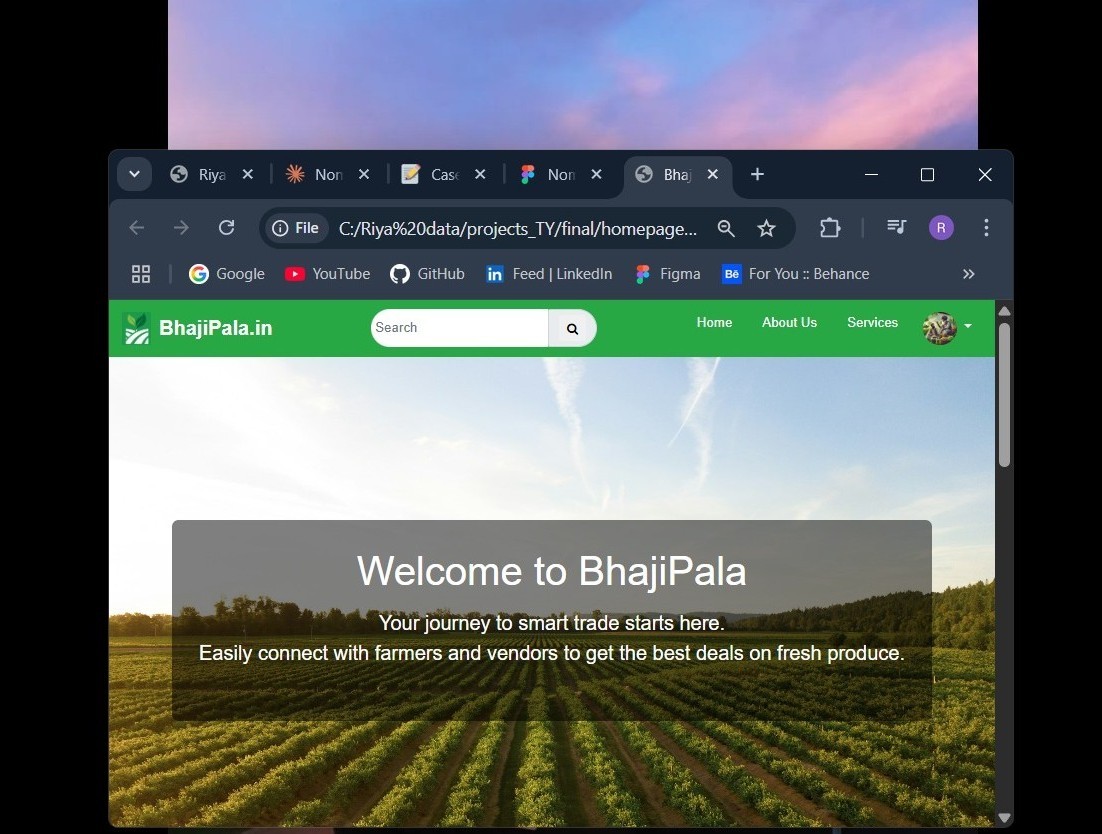 Riya
Non
Case
Non
Bhaj
File
C:/Riya%20data/projects_TY/final/homepage...
R
Google
YouTube
GitHub
in
Feed | LinkedIn
Figma
Bē
For You :: Behance
BhajiPala.in
Search
Home
About Us
Services
Welcome to BhajiPala
Your journey to smart trade starts here.
Easily connect with farmers and vendors to get the best deals on fresh produce.